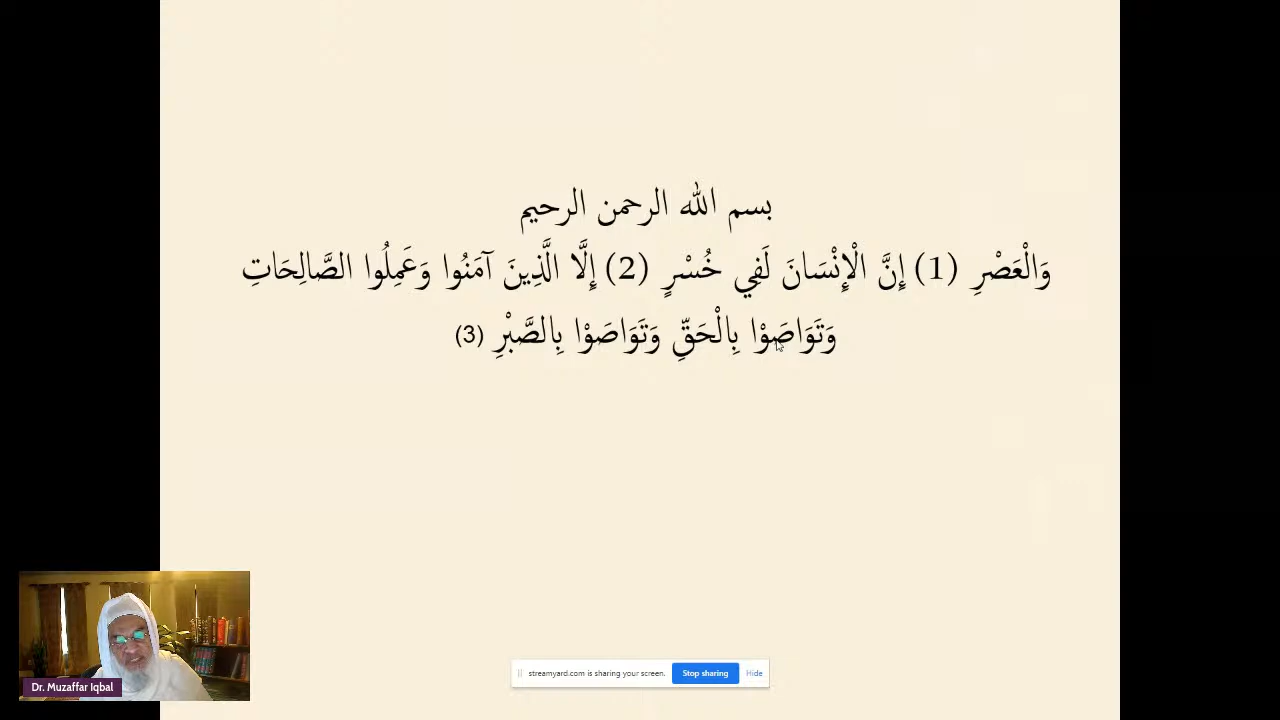 بسم الله الرحمن الرحيم
وَالْعَصْرِ (1) إِنَّ الْإِنْسَانَ لَفِي خُسْرٍ (2) إِلَّا الَّذِينَ آمَنُوا وَعَمِلُوا الصَّالِحَاتِ
وَتَوَاصَوْا بِالْحَقِّ وَتَوَاصَوْا بِالصَّبْرِ (3)
streamyard.com is sharing your screen. Stop sharing Hide
Dr. Muzaffar Iqbal